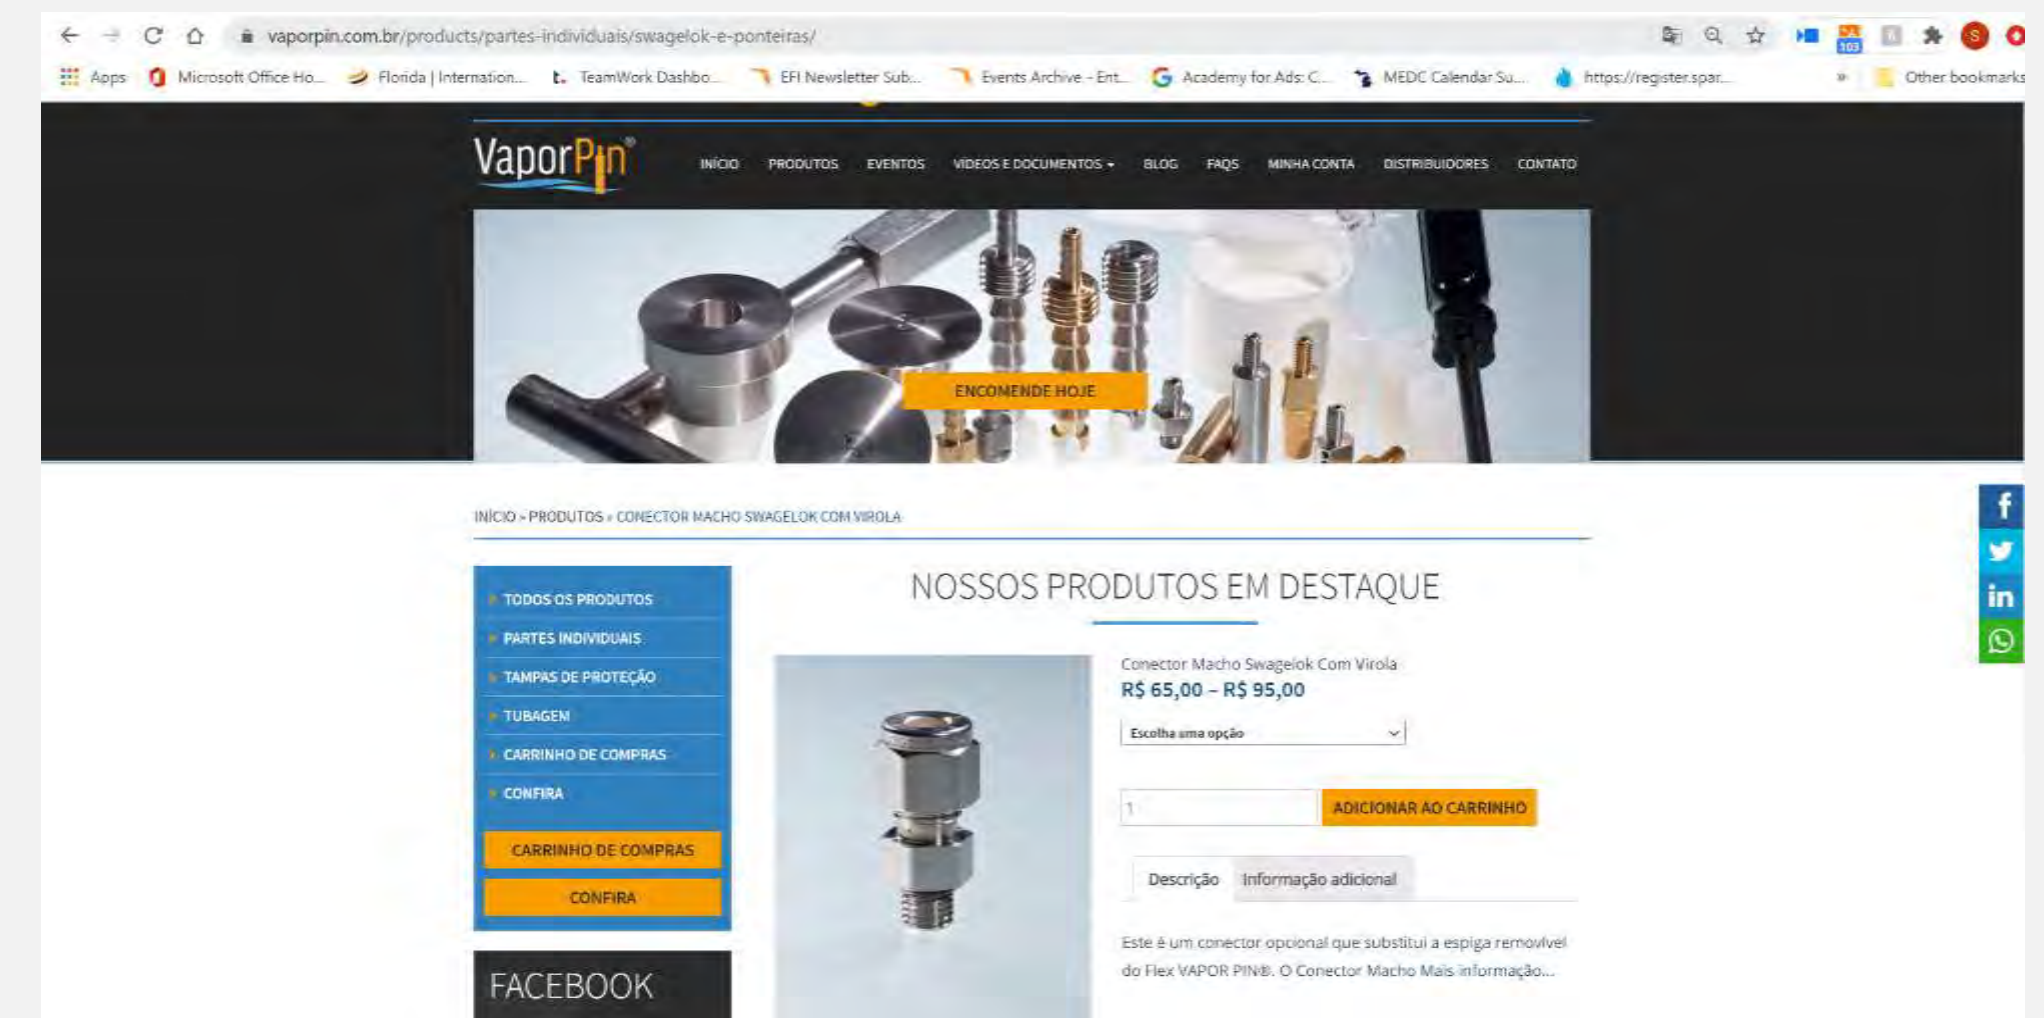 vaporpin.com.br/products/partes-individuais/swagelok-e-ponteiras/
103
S
Apps
Microsoft Office Ho...
Florida | Internation...
t. TeamWork Dashbo...
EFI Newsletter Sub...
Events Archive - Ent...
Academy for Ads: C...
MEDC Calendar Su...
https://register.spar...
»
Other bookmarks
VaporPin®
INÍCIO
PRODUTOS
EVENTOS
VIDEOS E DOCUMENTOS
BLOG
FAQS
MINHA CONTA
DISTRIBUIDORES
CONTATO
ENCOMENDE HOJE
INÍCIO » PRODUTOS » CONECTOR MACHO SWAGELOK COM VIROLA
TODOS OS PRODUTOS
PARTES INDIVIDUAIS
TAMPAS DE PROTEÇÃO
TUBAGEM
CARRINHO DE COMPRAS
CONFIRA
CARRINHO DE COMPRAS
CONFIRA
FACEBOOK
NOSSOS PRODUTOS EM DESTAQUE
Conector Macho Swagelok Com Virola
R$ 65,00 – R$ 95,00
Escolha uma opção
1
ADICIONAR AO CARRINHO
Descrição
Informação adicional
Este é um conector opcional que substitui a espiga removível
do Flex VAPOR PIN®. O Conector Macho Mais informação...
f
in